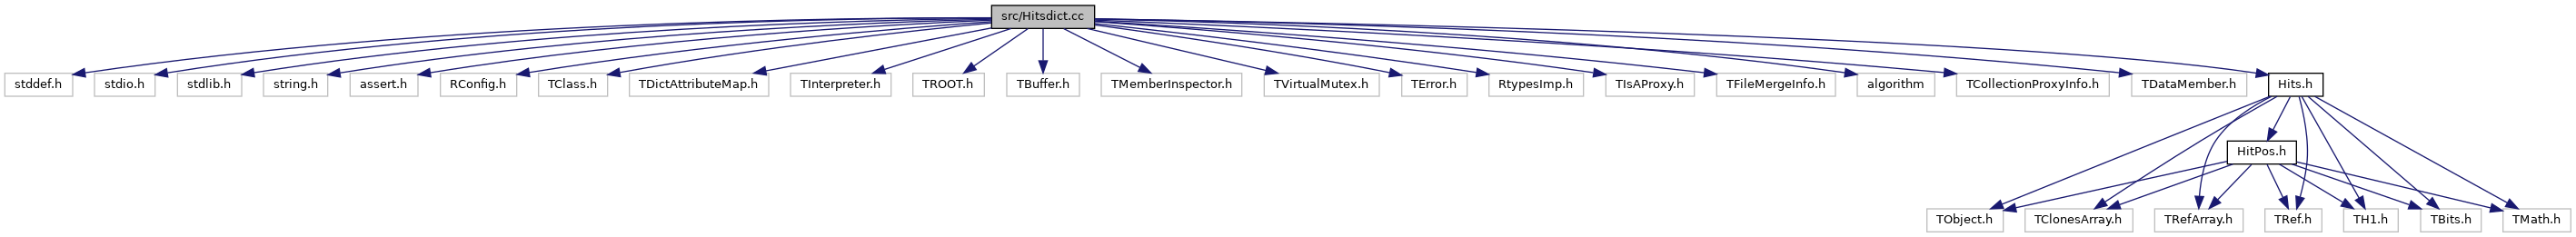 src/Hitsdict.cc
stddef.h
stdio.h
stdlib.h
string.h
assert.h
RConfig.h
TClass.h
TDictAttributeMap.h
TInterpreter.h
TROOT.h
TBuffer.h
TMemberInspector.h
TVirtualMutex.h
TError.h
RtypesImp.h
TIsAProxy.h
TFileMergeInfo.h
algorithm
TCollectionProxyInfo.h
TDataMember.h
Hits.h
HitPos.h
TObject.h
TClonesArray.h
TRefArray.h
TRef.h
TH1.h
TBits.h
TMath.h